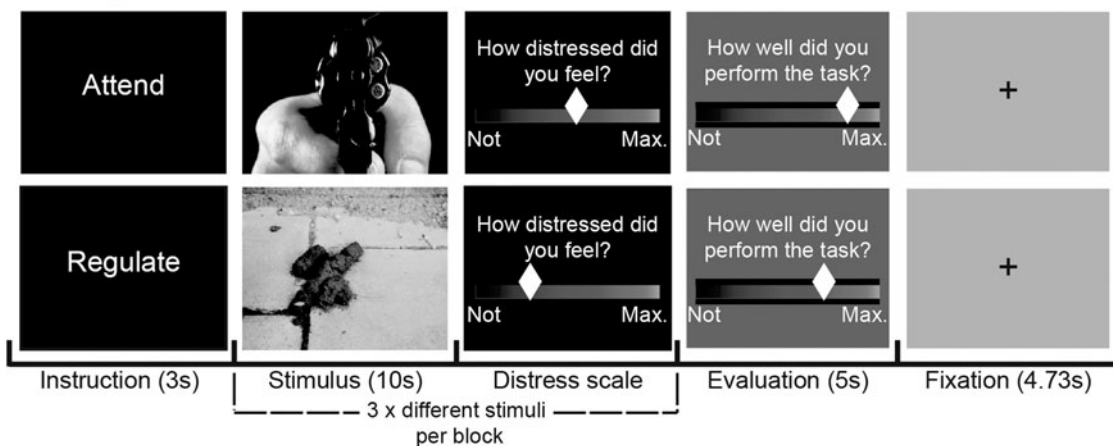 Attend
How distressed did
you feel?
Not Max.
How well did you
perform the task?
Not Max.
+
Regulate
How distressed did
you feel?
Not Max.
How well did you
perform the task?
Not Max.
+
Instruction (3s)
Stimulus (10s)
Distress scale
Evaluation (5s)
Fixation (4.73s)
3 x different stimuli
per block